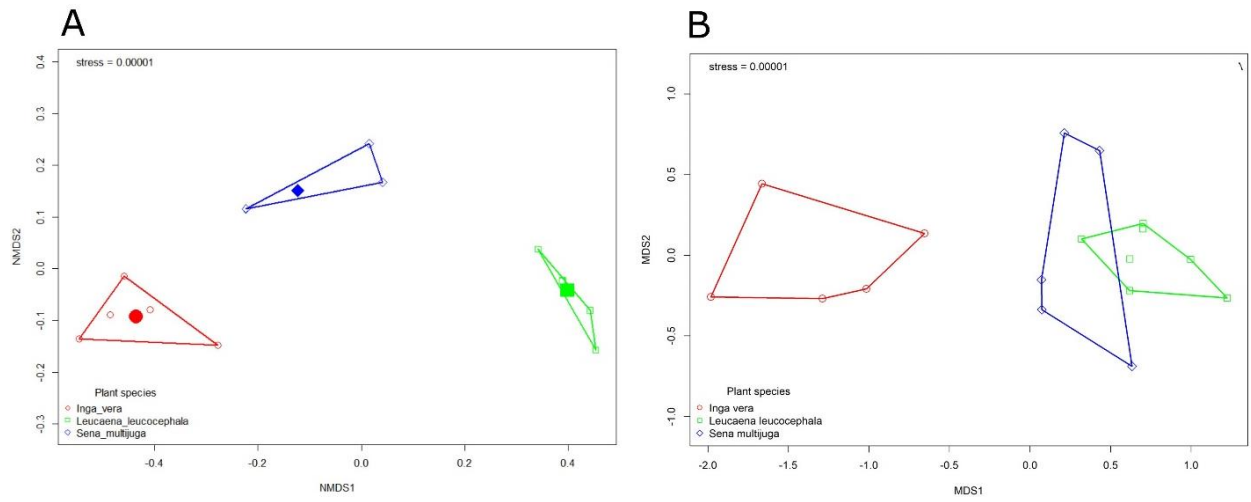 A
stress = 0.00001
0.4
0.3
0.2
0.1
0.0
-0.1
-0.2
-0.3
NMDS2
Plant species
Inga_vera
Leucaena_leucocephala
Sena_multijuga
-0.4
-0.2
0.0
0.2
0.4
NMDS1
B
stress = 0.00001
1.0
0.5
0.0
-0.5
-1.0
MDS2
Plant species
Inga vera
Leucaena leucocephala
Sena multijuga
-2.0
-1.5
-1.0
-0.5
0.0
0.5
1.0
MDS1